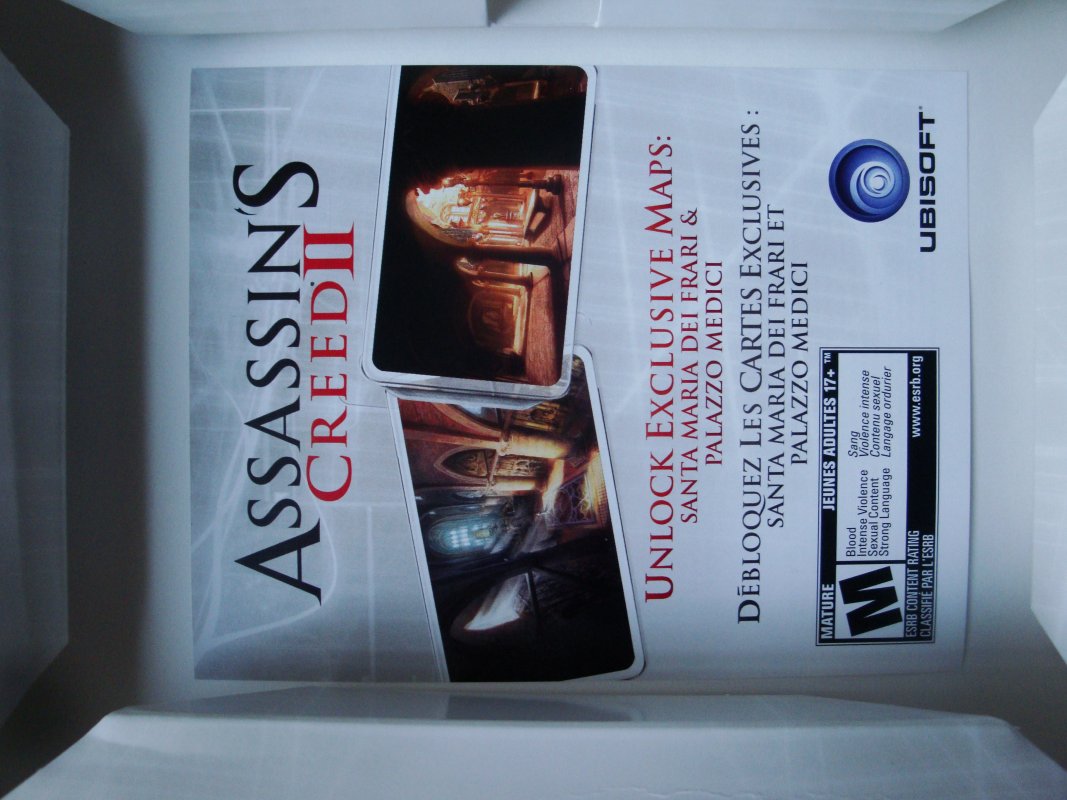 ASSASSIN'S
CREED II
UNLOCK EXCLUSIVE MAPS:
SANTA MARIA DEI FRARI &
PALAZZO MEDICI
DÉBLOQUEZ LES CARTES EXCLUSIVES :
SANTA MARIA DEI FRARI ET
PALAZZO MEDICI
MATURE JEUNES ADULTES 17+ ™
M
Blood
Intense Violence
Sexual Content
Strong Language
Sang
Violence intense
Contenu sexuel
Langage ordurier
ESRB CONTENT RATING www.esrb.org
CLASSIFIÉ PAR L'ESRB
UBISOFT®